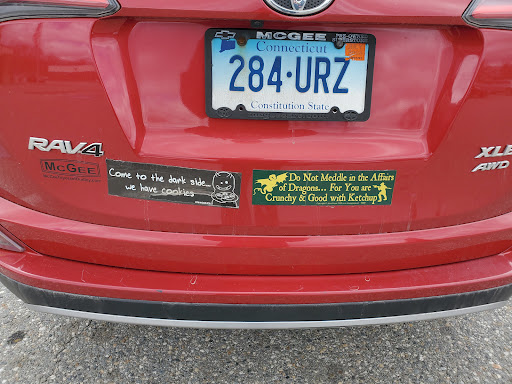 McGEE
Connecticut
284·URZ
Constitution State
RAV4
McGEE
XLE
AWD
Come to the dark side...
we have cookies
Do Not Meddle in the Affairs
of Dragons... For You are
Crunchy & Good with Ketchup